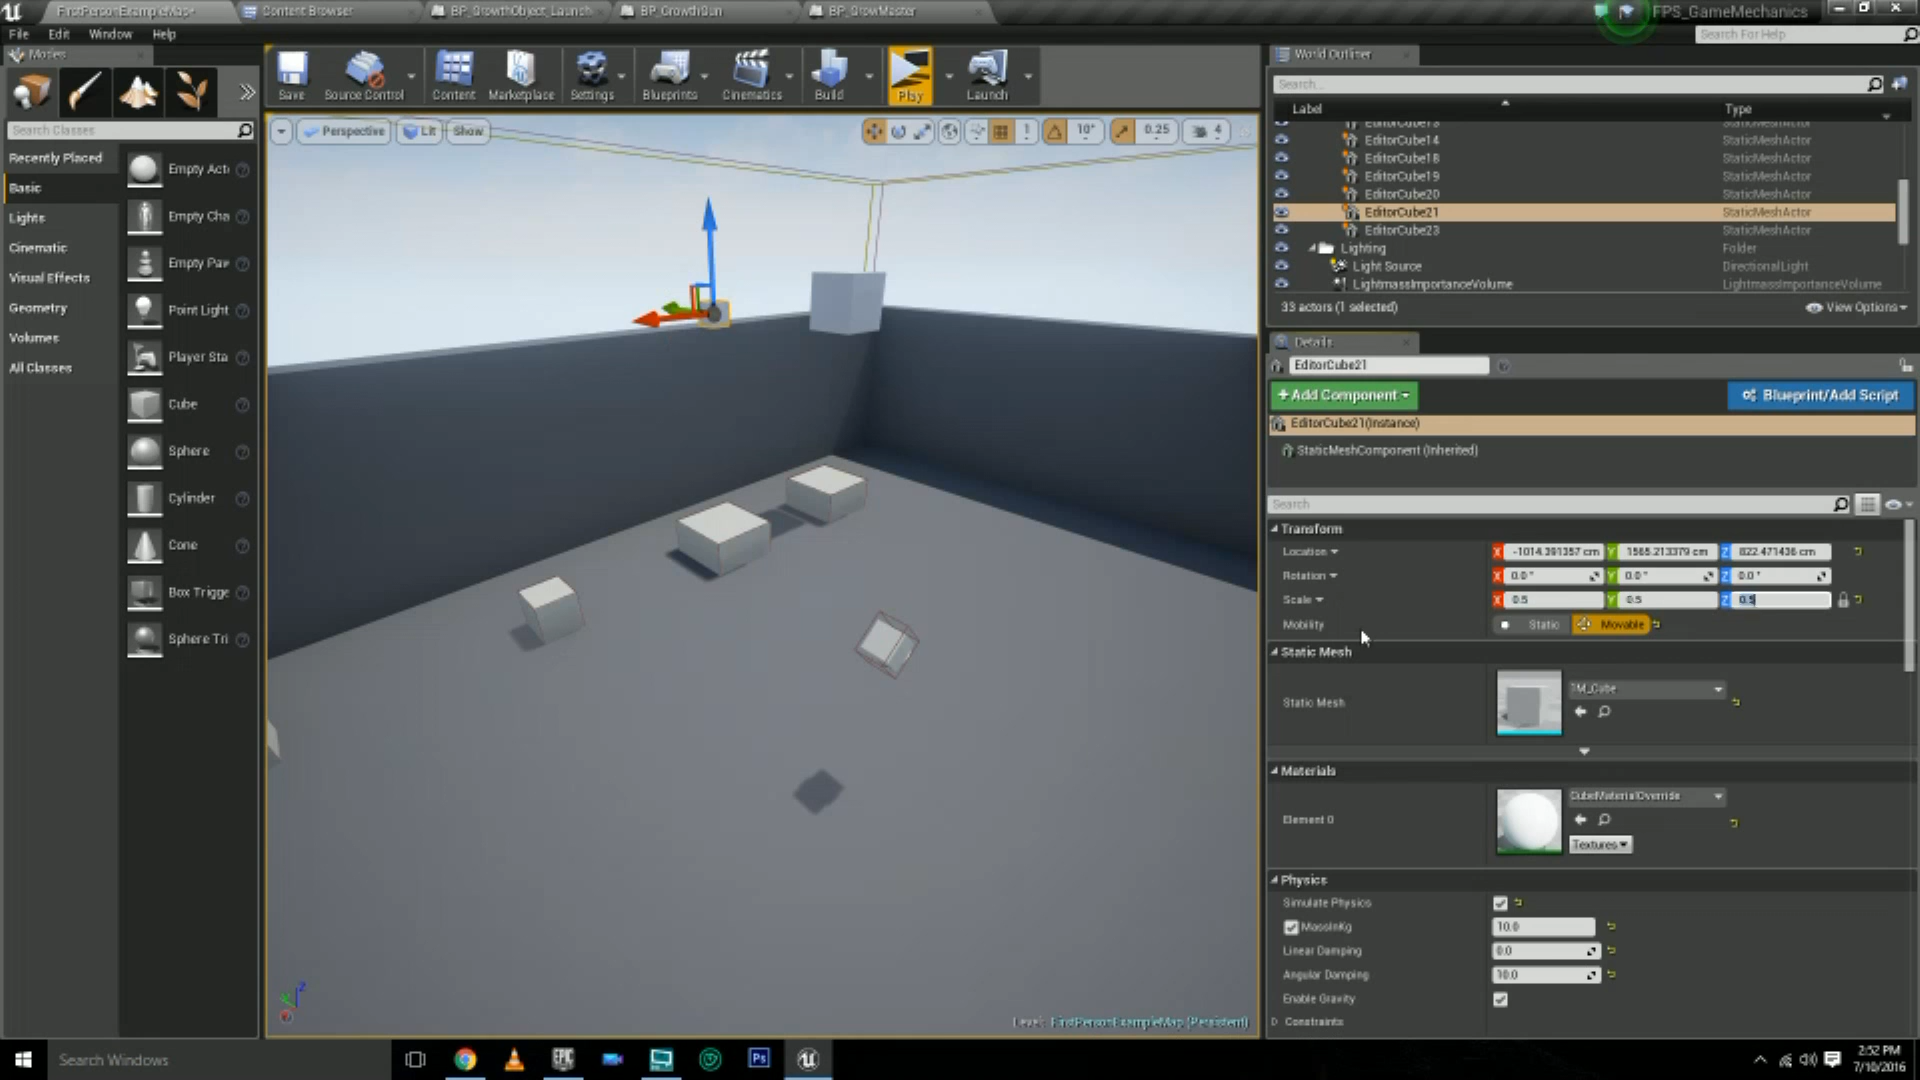 FirstPersonExampleMap*
Content Browser
BP_GrowthObject_Launch
BP_GrowthGun
BP_GrowMaster
FPS_GameMechanics
File Edit Window Help
Search For Help
Modes
World Outliner
Save
Source Control
Content
Marketplace
Settings
Blueprints
Cinematics
Build
Play
Launch
Search...
Label
Type
Search Classes
Perspective
Lit
Show
1
10°
0.25
4
EditorCube13 StaticMeshActor
EditorCube14 StaticMeshActor
EditorCube18 StaticMeshActor
EditorCube19 StaticMeshActor
EditorCube20 StaticMeshActor
EditorCube21 StaticMeshActor
EditorCube23 StaticMeshActor
Lighting Folder
Light Source DirectionalLight
LightmassImportanceVolume LightmassImportanceVolume
33 actors (1 selected)
View Options
Recently Placed
Basic
Lights
Cinematic
Visual Effects
Geometry
Volumes
All Classes
Empty Act
Empty Cha
Empty Paw
Point Light
Player Sta
Cube
Sphere
Cylinder
Cone
Box Trigge
Sphere Tri
Details
EditorCube21
+Add Component
Blueprint/Add Script
EditorCube21(Instance)
StaticMeshComponent (Inherited)
Search
Transform
Location X -1014.391357 cm Y 1565.213379 cm Z 822.471436 cm
Rotation X 0.0° Y 0.0° Z 0.0°
Scale X 0.5 Y 0.5 Z 0.5
Mobility Static Movable
Static Mesh
Static Mesh 1M_Cube
Materials
Element 0 CubeMaterialOverride
Textures
Physics
Simulate Physics
MassInKg 10.0
Linear Damping 0.0
Angular Damping 10.0
Enable Gravity
Constraints
Level: FirstPersonExampleMap (Persistent)
Z
X
Search Windows
EPIC
Ps
2:52 PM
7/10/2016